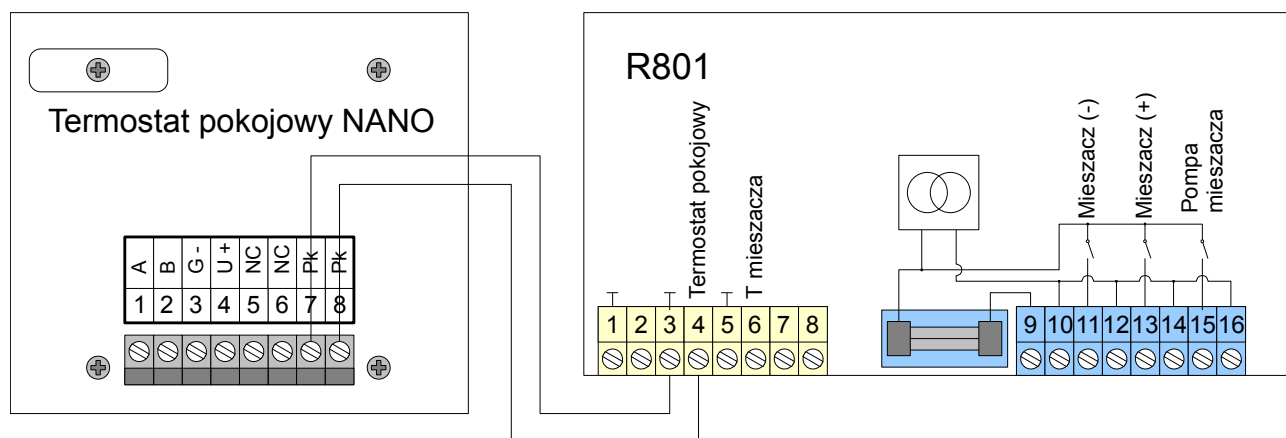 Termostat pokojowy NANO
A B G - U + NC NC Pk Pk
1 2 3 4 5 6 7 8
R801
Termostat pokojowy
T mieszacza
Mieszacz (-)
Mieszacz (+)
Pompa
mieszacza
1 2 3 4 5 6 7 8
9 10 11 12 13 14 15 16